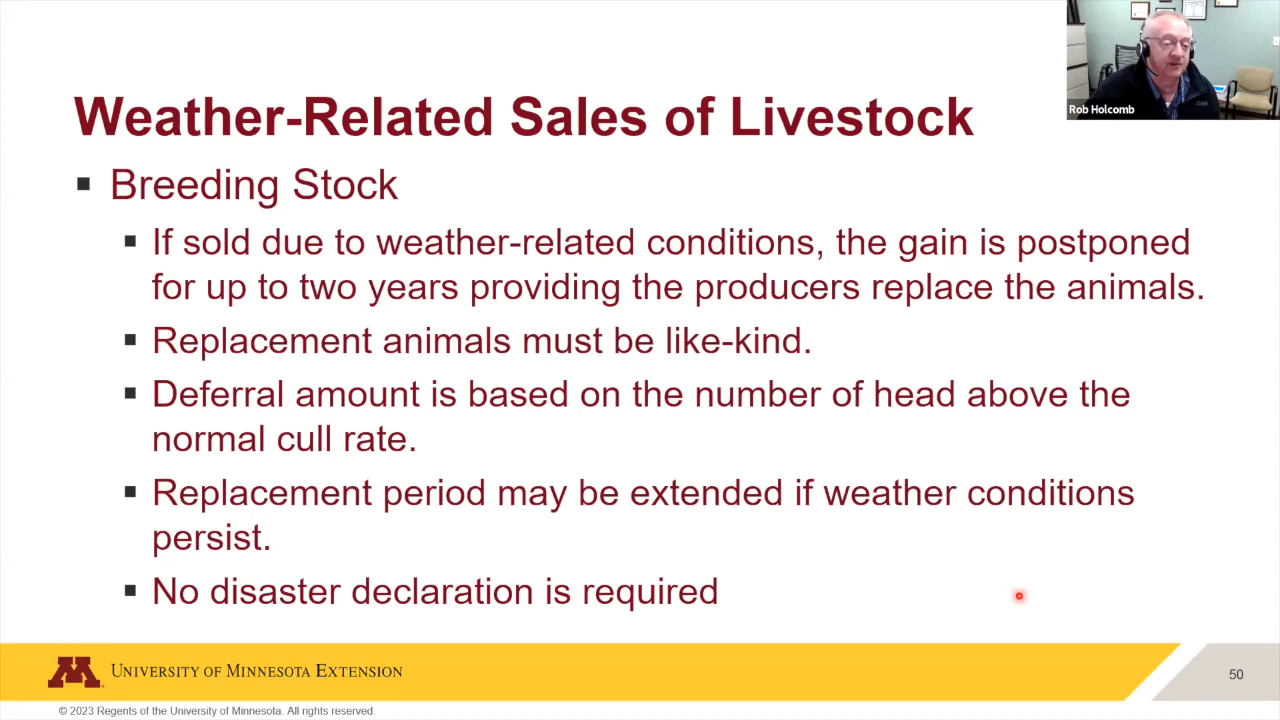 Rob Holcomb
Weather-Related Sales of Livestock
▪ Breeding Stock
▪ If sold due to weather-related conditions, the gain is postponed
for up to two years providing the producers replace the animals.
▪ Replacement animals must be like-kind.
▪ Deferral amount is based on the number of head above the
normal cull rate.
▪ Replacement period may be extended if weather conditions
persist.
▪ No disaster declaration is required
M UNIVERSITY OF MINNESOTA EXTENSION
50
© 2023 Regents of the University of Minnesota. All rights reserved.